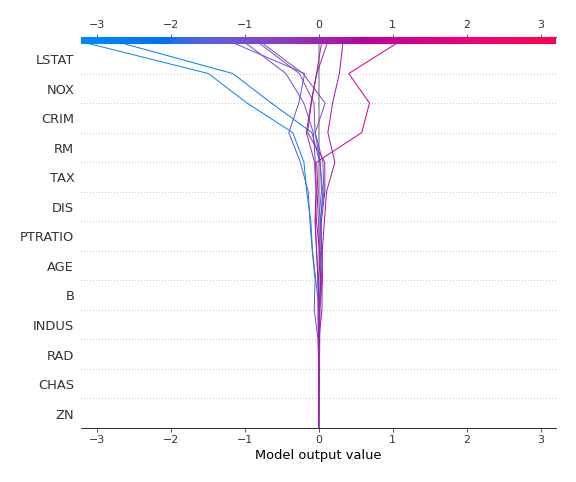 −3 −2 −1 0 1 2 3
LSTAT
NOX
CRIM
RM
TAX
DIS
PTRATIO
AGE
B
INDUS
RAD
CHAS
ZN
−3 −2 −1 0 1 2 3
Model output value